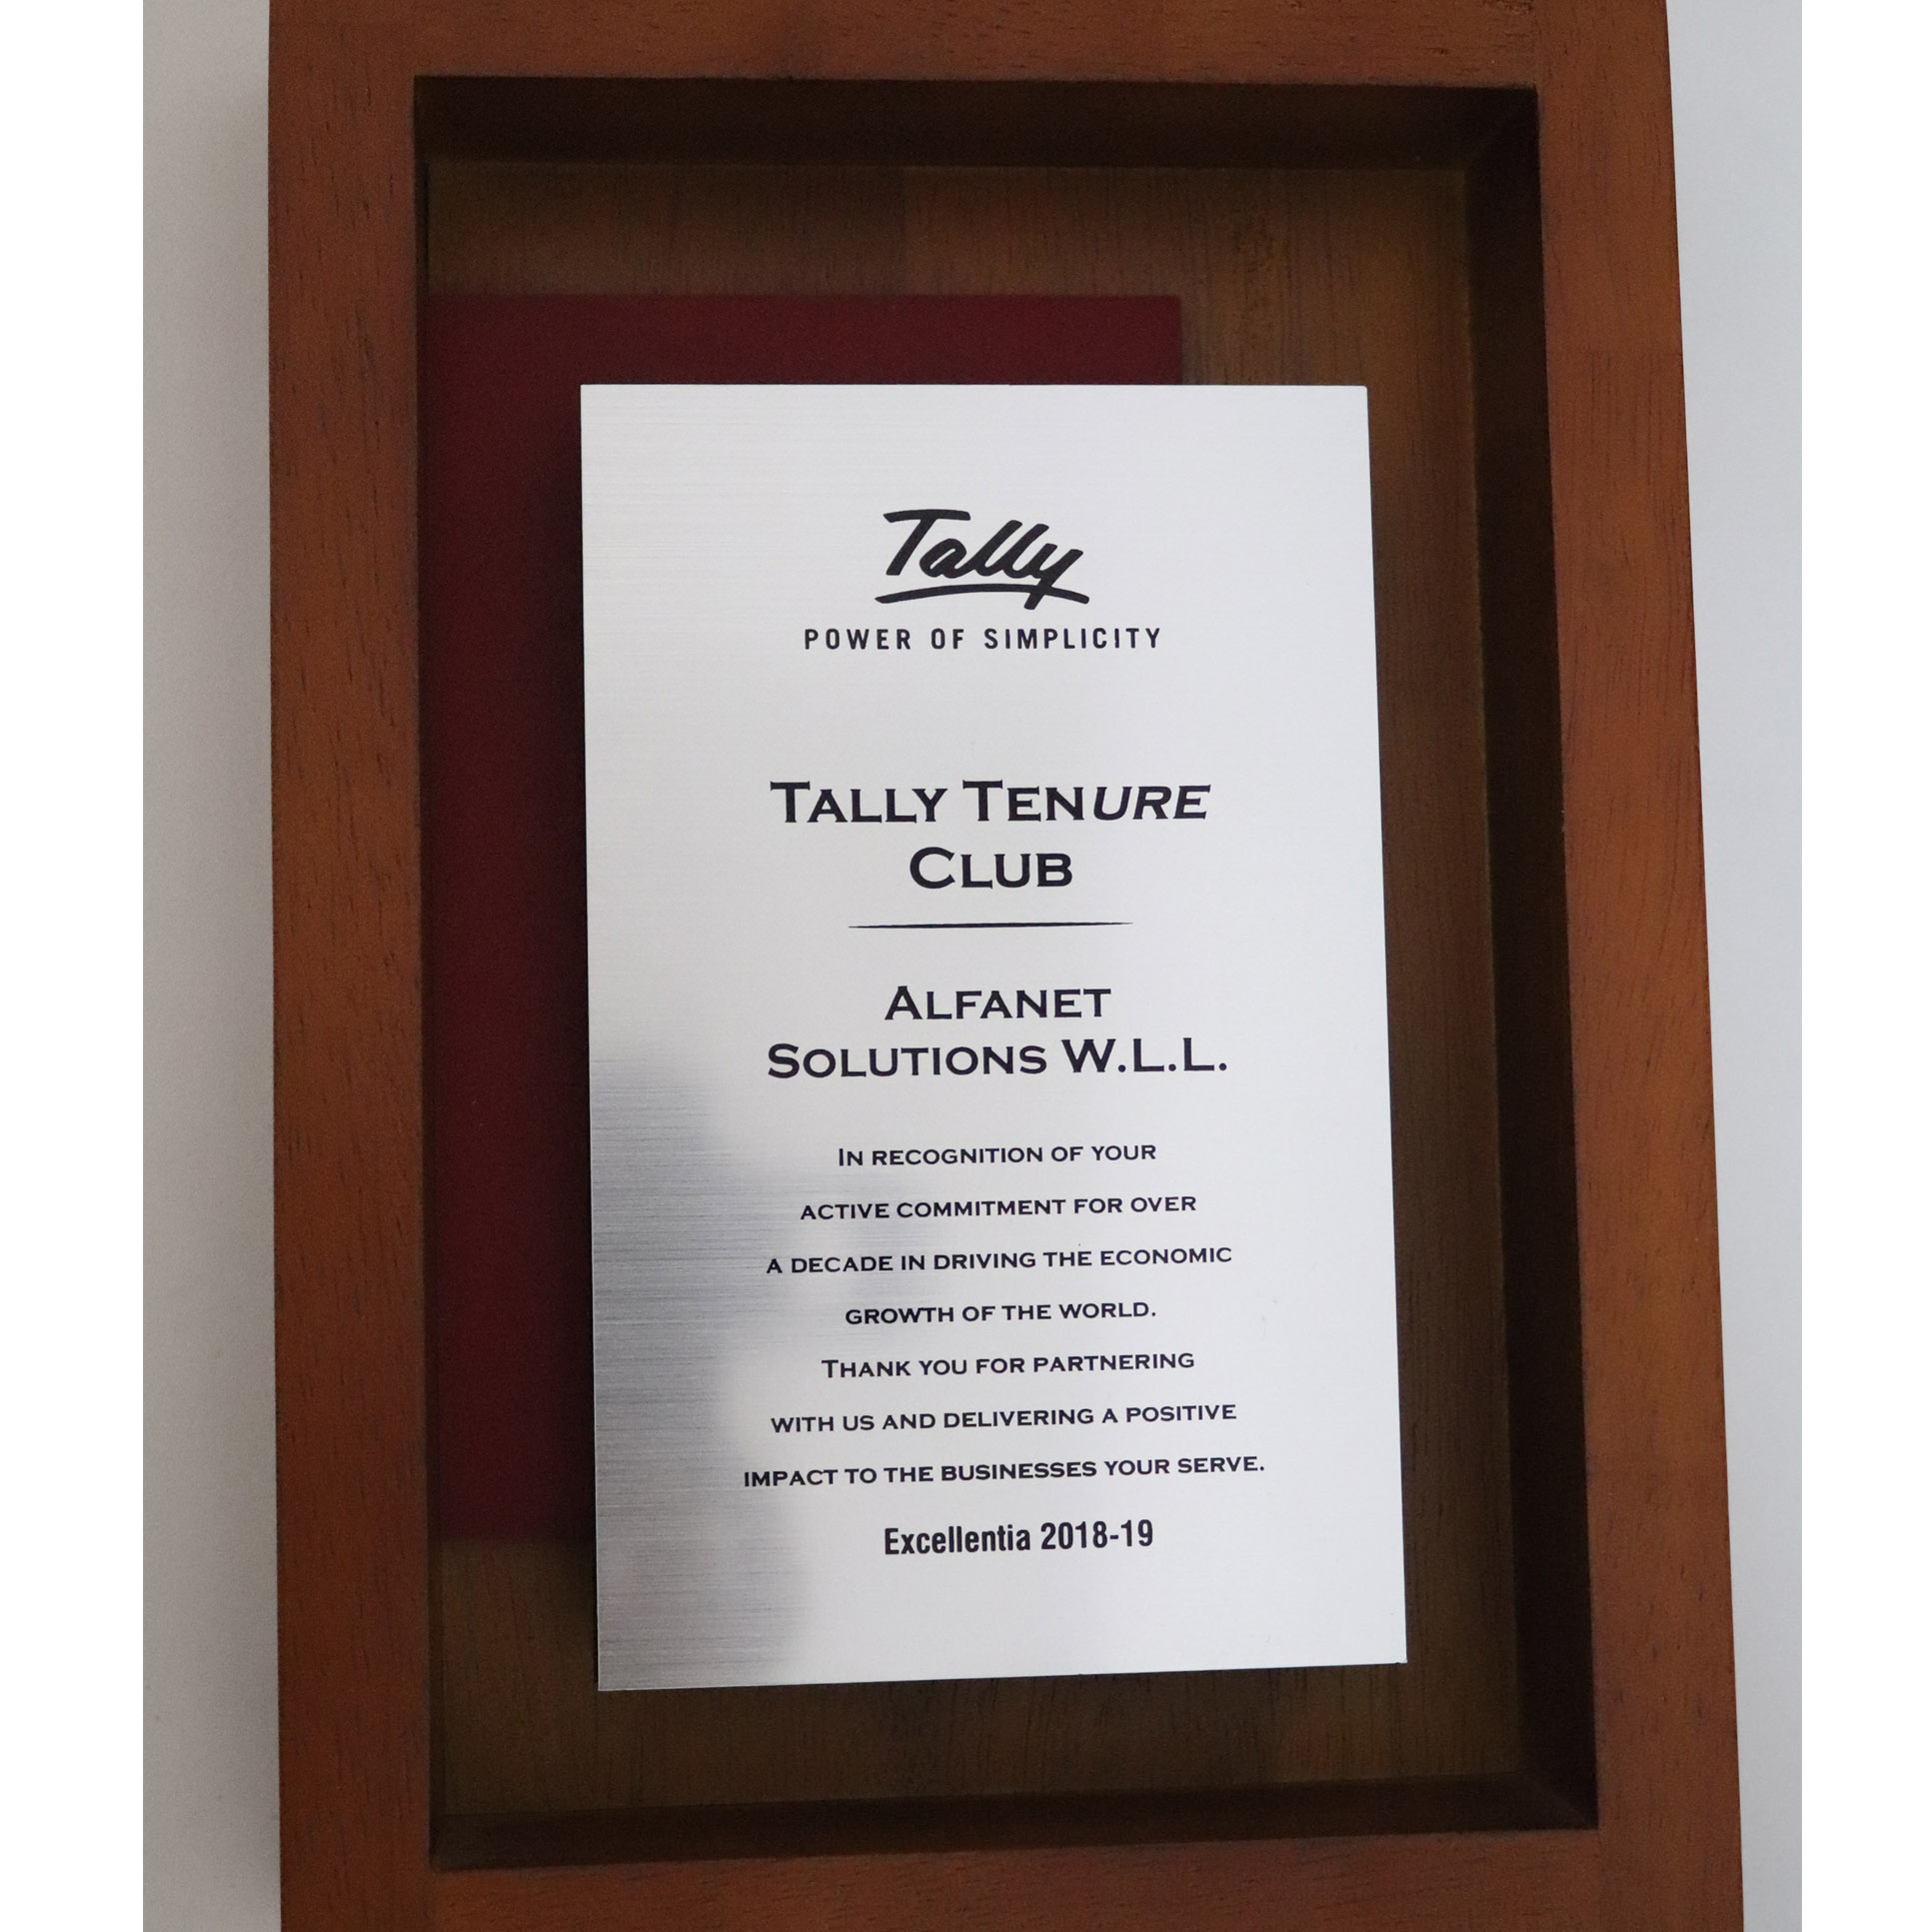 Tally
POWER OF SIMPLICITY
TALLY TENURE
CLUB
ALFANET
SOLUTIONS W.L.L.
IN RECOGNITION OF YOUR
ACTIVE COMMITMENT FOR OVER
A DECADE IN DRIVING THE ECONOMIC
GROWTH OF THE WORLD.
THANK YOU FOR PARTNERING
WITH US AND DELIVERING A POSITIVE
IMPACT TO THE BUSINESSES YOUR SERVE.
Excellentia 2018-19